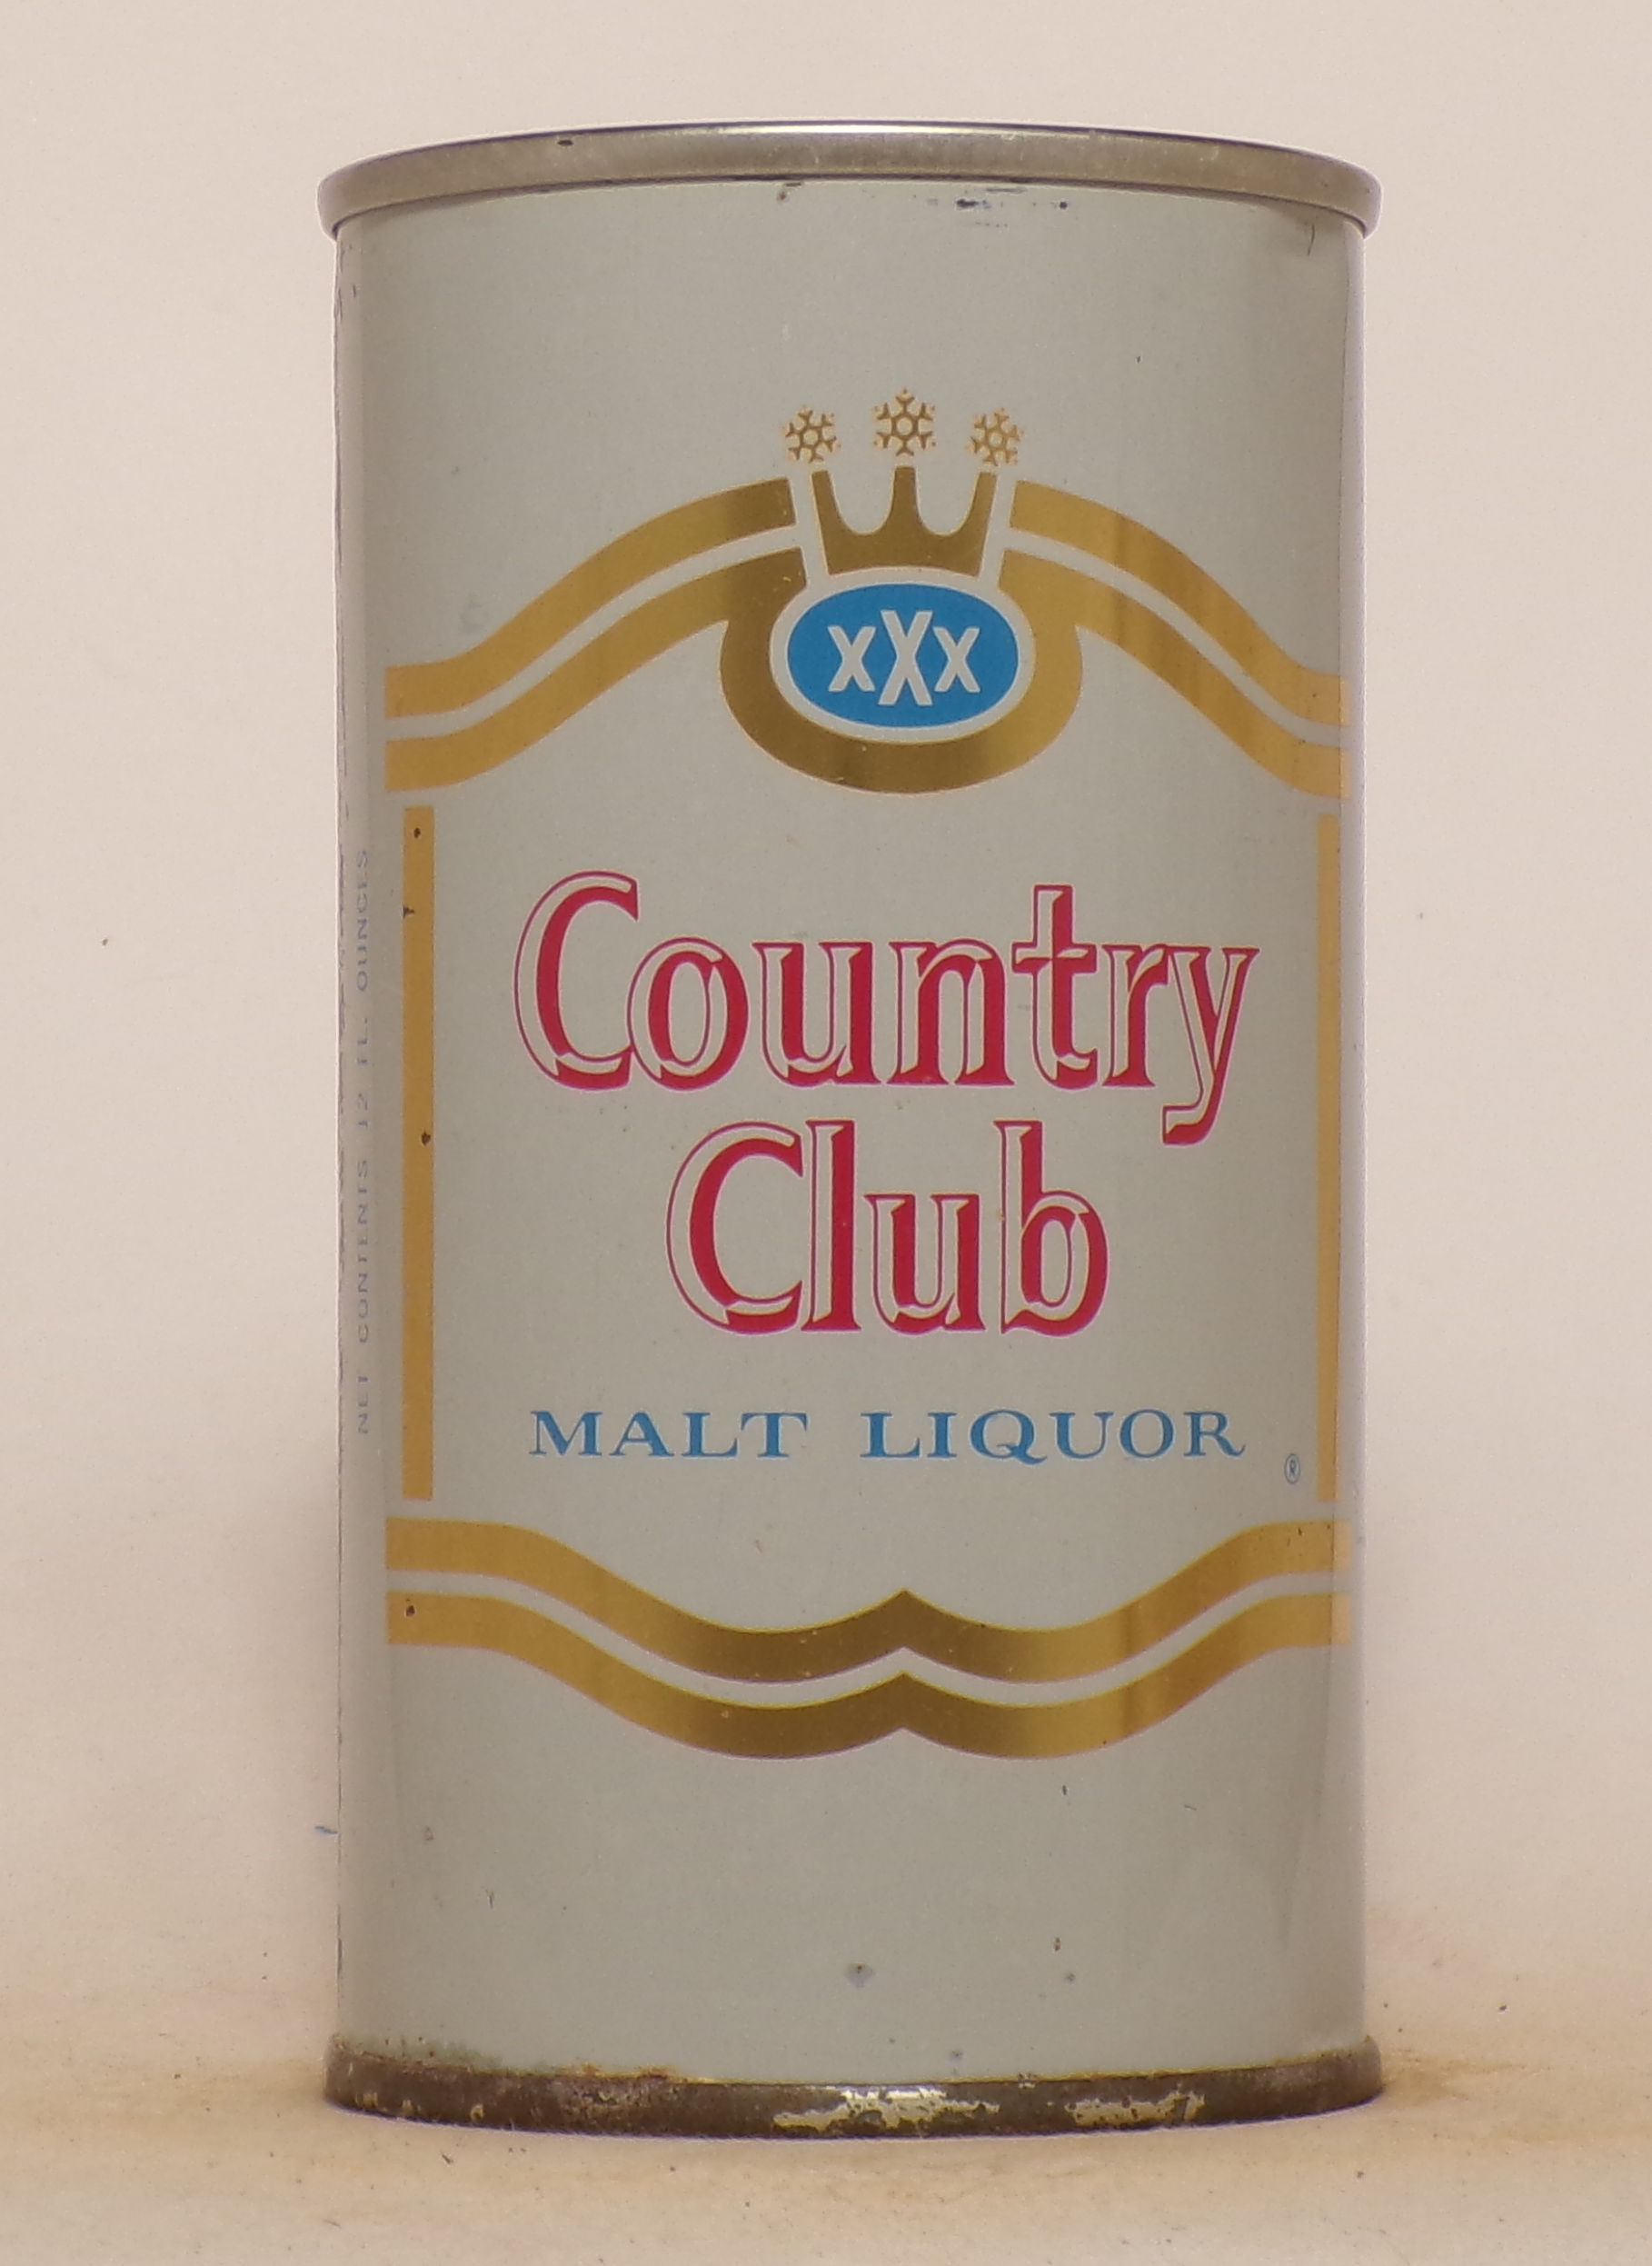 xXx
Country
Club
MALT LIQUOR
®
NET CONTENTS 12 FL. OUNCES